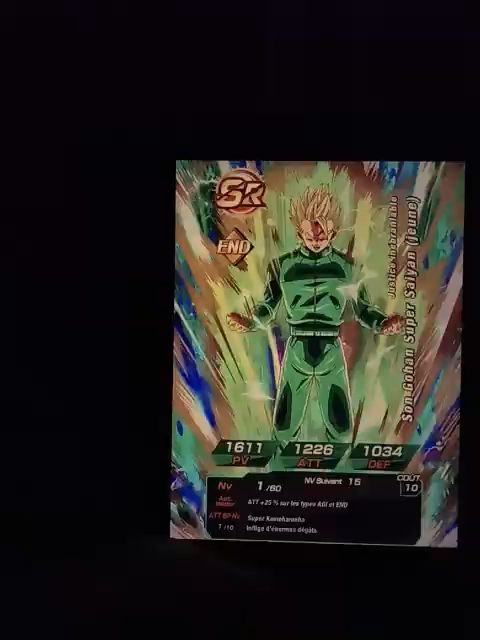 SR
END
Justice inébranlable
Son Gohan Super Saiyan (jeune)
1611 1226 1034
PV ATT DEF
Nv 1 /60 NV Suivant 15 COUT 10
ATT +25 % sur les types AGI et END
ATT SP Nv Super Kamehameha
1 /10 Inflige d'énormes dégâts